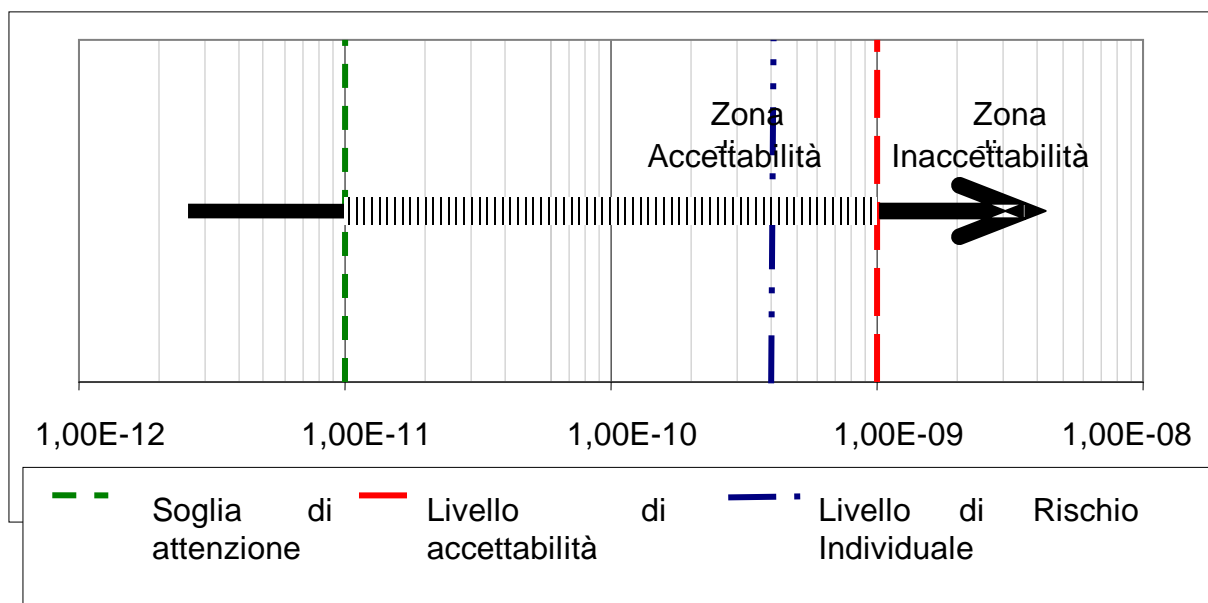 Zona Zona
Accettabilità Inaccettabilità
1,00E-12 1,00E-11 1,00E-10 1,00E-09 1,00E-08
Soglia di Livello di Livello di Rischio
attenzione accettabilità Individuale